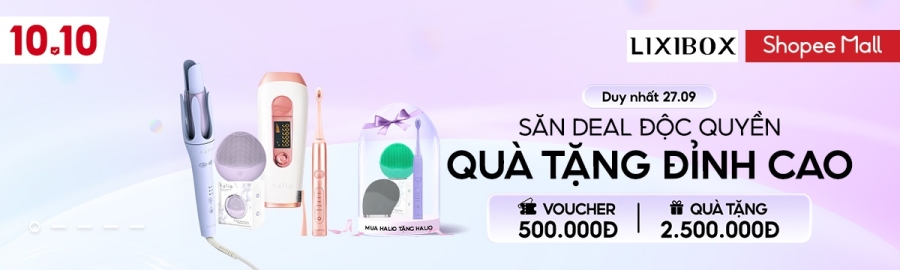 10.10
LIXIBOX
Shopee Mall
Duy nhất 27.09
SĂN DEAL ĐỘC QUYỀN
QUÀ TẶNG ĐỈNH CAO
VOUCHER
500.000Đ
QUÀ TẶNG
2.500.000Đ
halio
MUA HALIO TẶNG HALIO